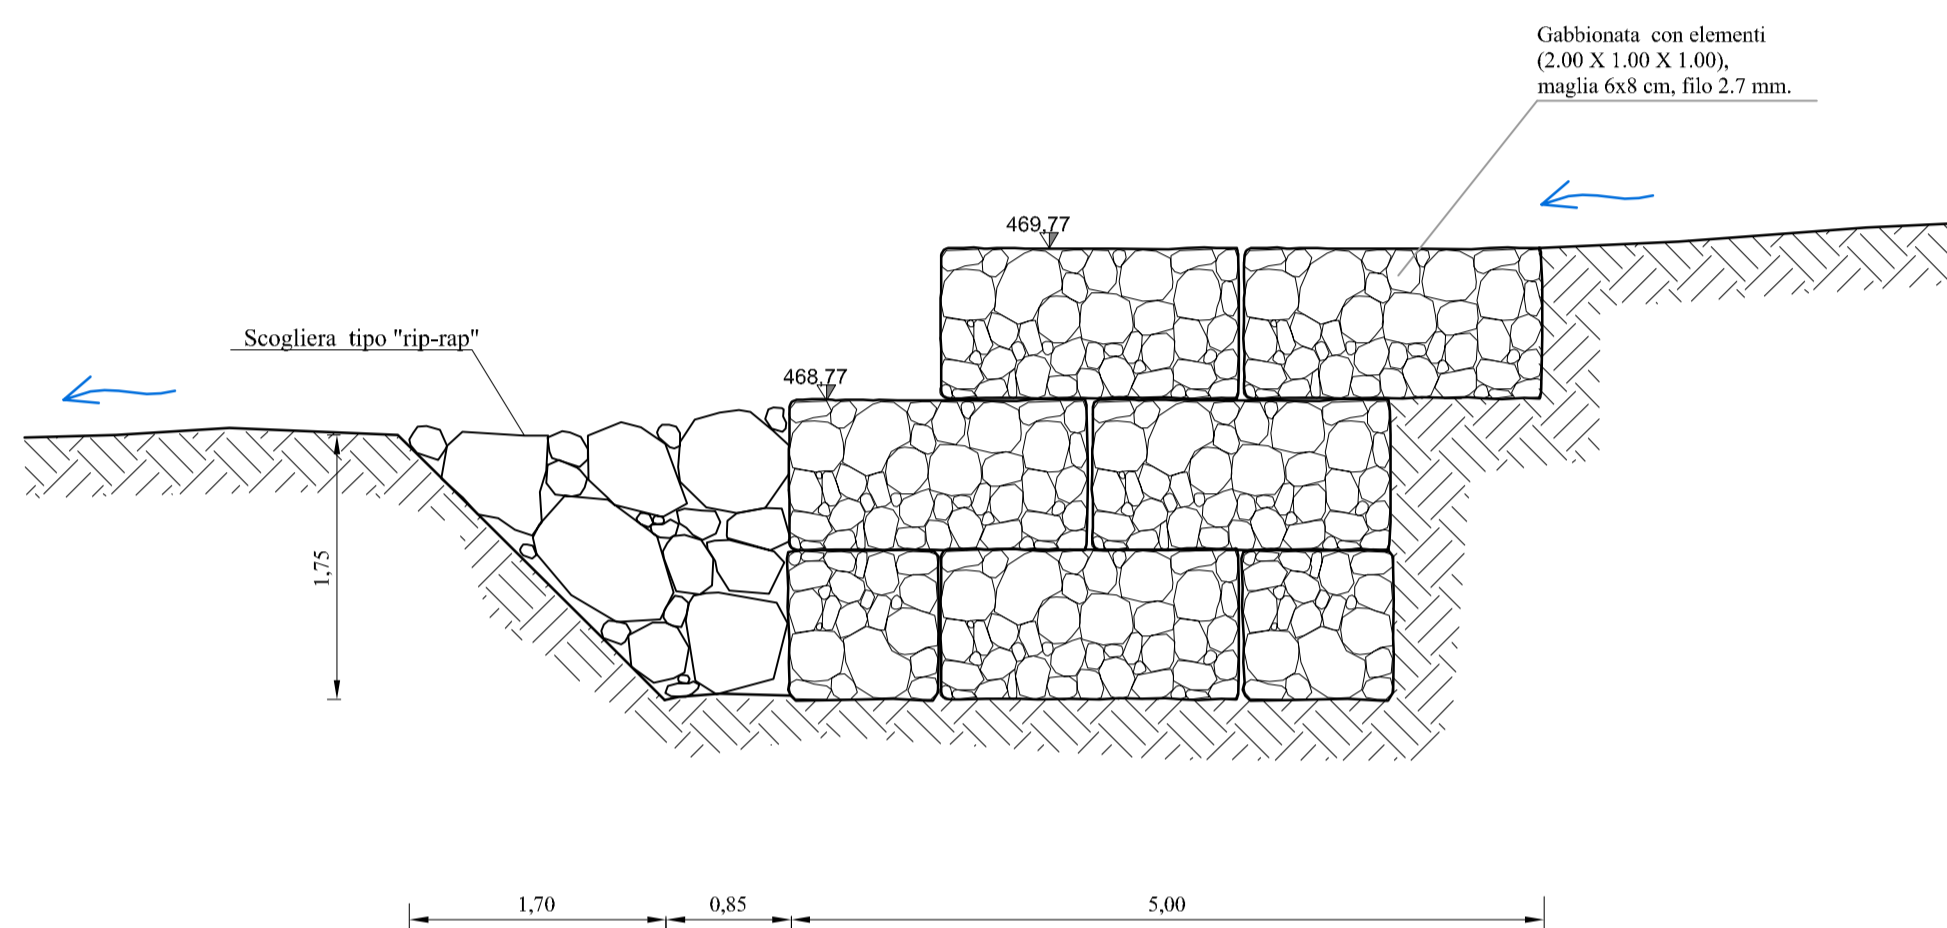 Gabbionata con elementi
(2.00 X 1.00 X 1.00),
maglia 6x8 cm, filo 2.7 mm.
469,77
Scogliera tipo "rip-rap"
468,77
1,75
1,70
0,85
5,00